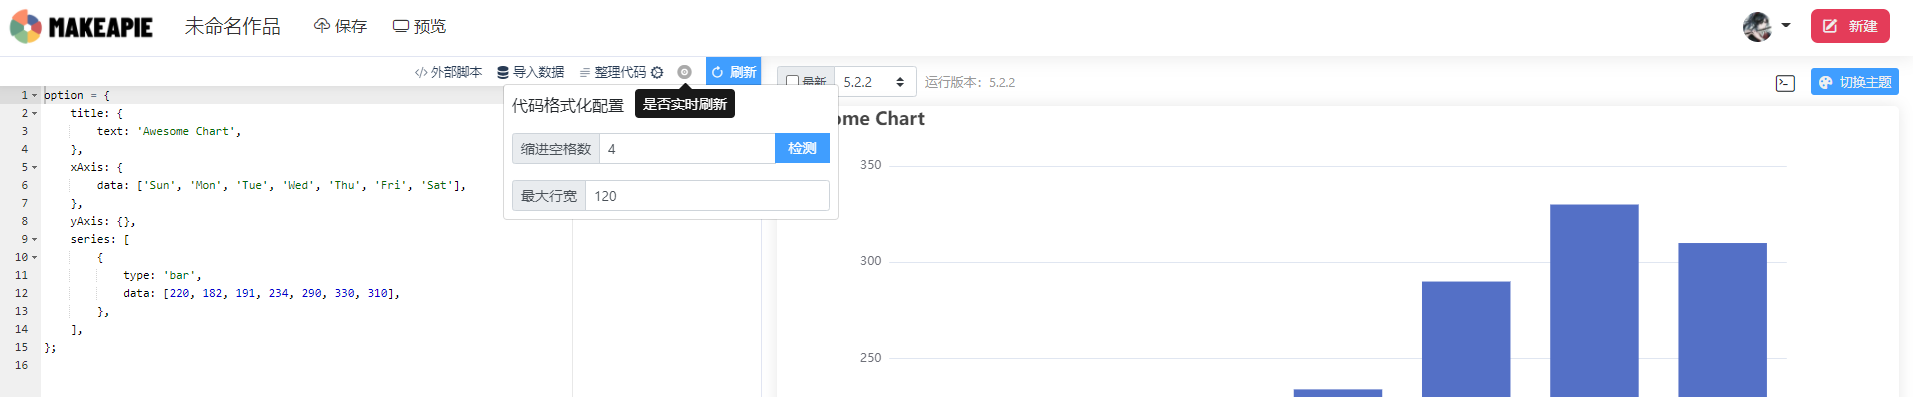 MAKEAPIE 未命名作品 保存 预览 新建
</> 外部脚本 导入数据 整理代码 刷新
最新 5.2.2 运行版本: 5.2.2 切换主题
代码格式化配置 是否实时刷新
缩进空格数 4 检测
最大行宽 120
1 option = {
2 title: {
3 text: 'Awesome Chart',
4 },
5 xAxis: {
6 data: ['Sun', 'Mon', 'Tue', 'Wed', 'Thu', 'Fri', 'Sat'],
7 },
8 yAxis: {},
9 series: [
10 {
11 type: 'bar',
12 data: [220, 182, 191, 234, 290, 330, 310],
13 },
14 ],
15 };
16
ome Chart
350
300
250